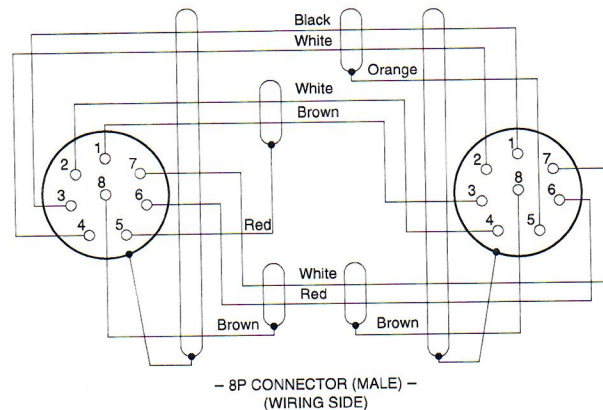 Black
White
Orange
White
Brown
1
2
7
3
8
6
4
5
1
2
7
3
8
6
4
5
Red
White
Red
Brown
Brown
– 8P CONNECTOR (MALE) –
(WIRING SIDE)